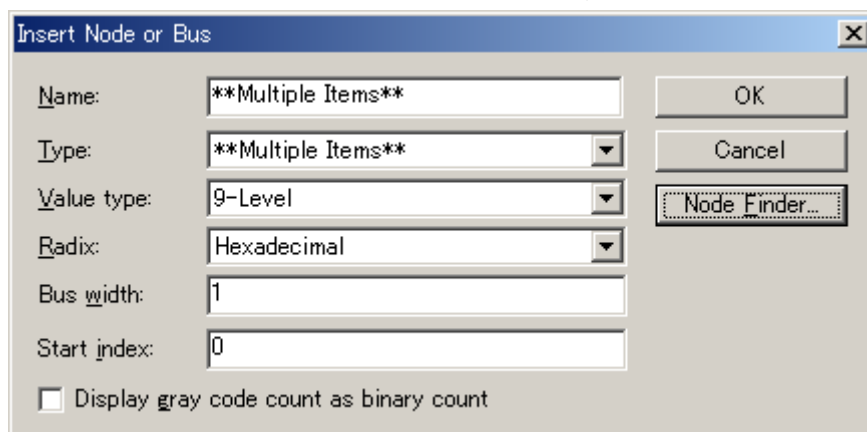 Insert Node or Bus
Name: **Multiple Items** OK
Type: **Multiple Items** Cancel
Value type: 9-Level Node Finder...
Radix: Hexadecimal
Bus width: 1
Start index: 0
Display gray code count as binary count